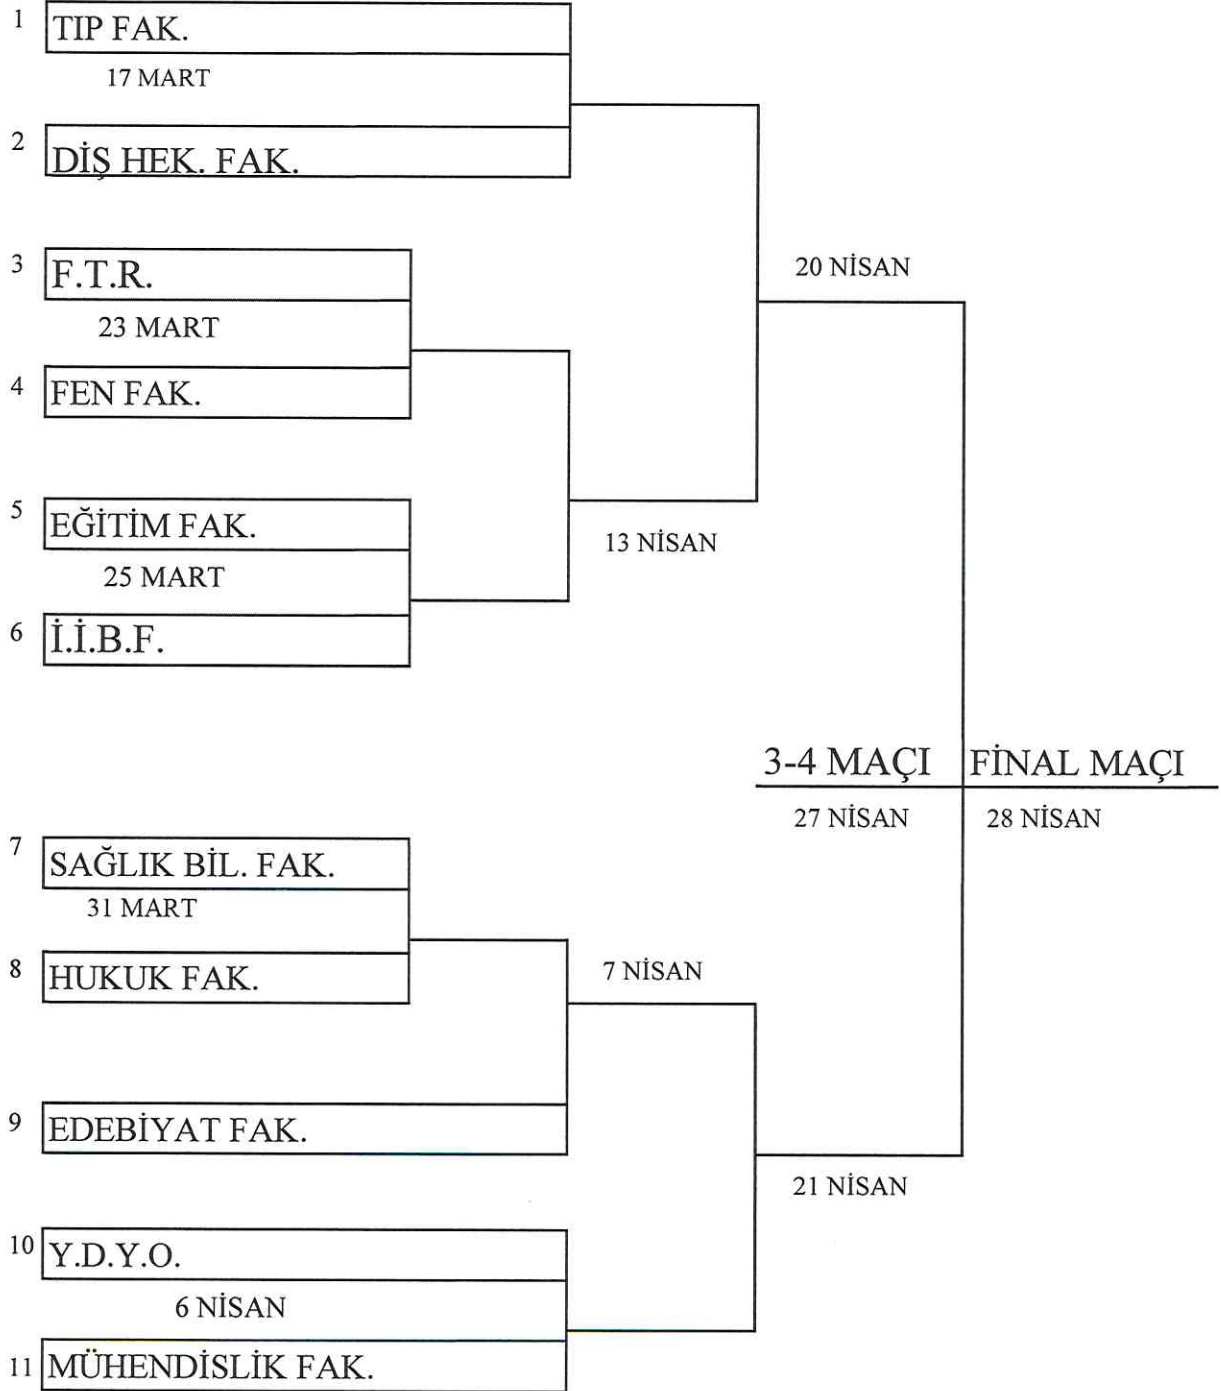 1 TIP FAK.
17 MART
2 DİŞ HEK. FAK.
3 F.T.R.
20 NİSAN
23 MART
4 FEN FAK.
5 EĞİTİM FAK.
13 NİSAN
25 MART
6 İ.İ.B.F.
3-4 MAÇI FİNAL MAÇI
27 NİSAN 28 NİSAN
7 SAĞLIK BİL. FAK.
31 MART
8 HUKUK FAK.
7 NİSAN
9 EDEBİYAT FAK.
21 NİSAN
10 Y.D.Y.O.
6 NİSAN
11 MÜHENDİSLİK FAK.